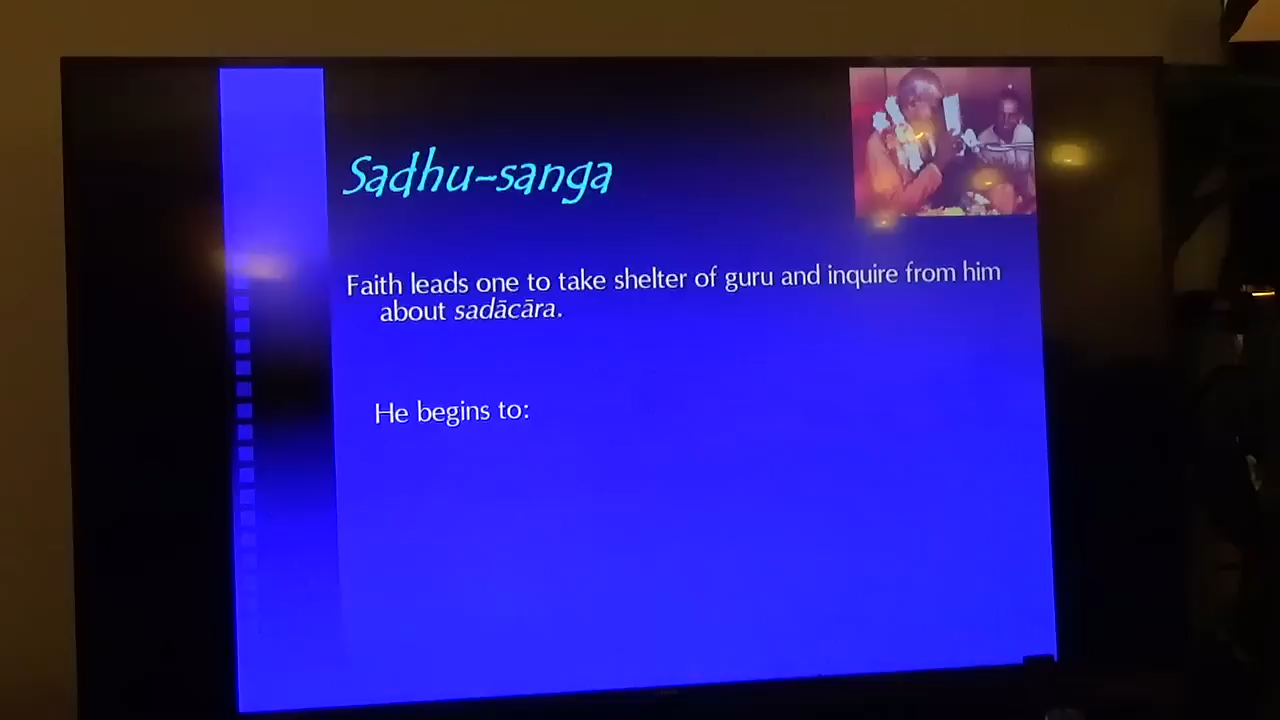 Sadhu-sanga
Faith leads one to take shelter of guru and inquire from him
about sadācāra.
He begins to: